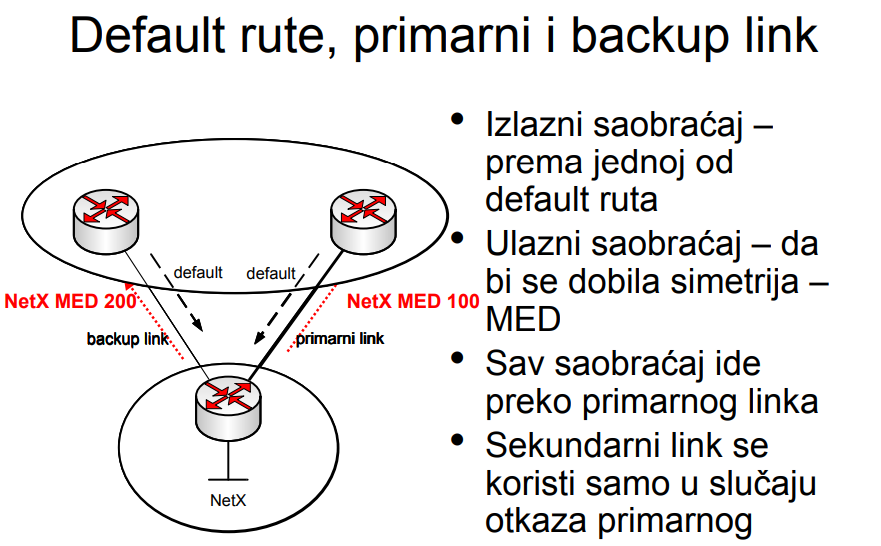 Default rute, primarni i backup link
default
default
NetX MED 200
NetX MED 100
backup link
primarni link
NetX
• Izlazni saobraćaj –
prema jednoj od
default ruta
• Ulazni saobraćaj – da
bi se dobila simetrija –
MED
• Sav saobraćaj ide
preko primarnog linka
• Sekundarni link se
koristi samo u slučaju
otkaza primarnog